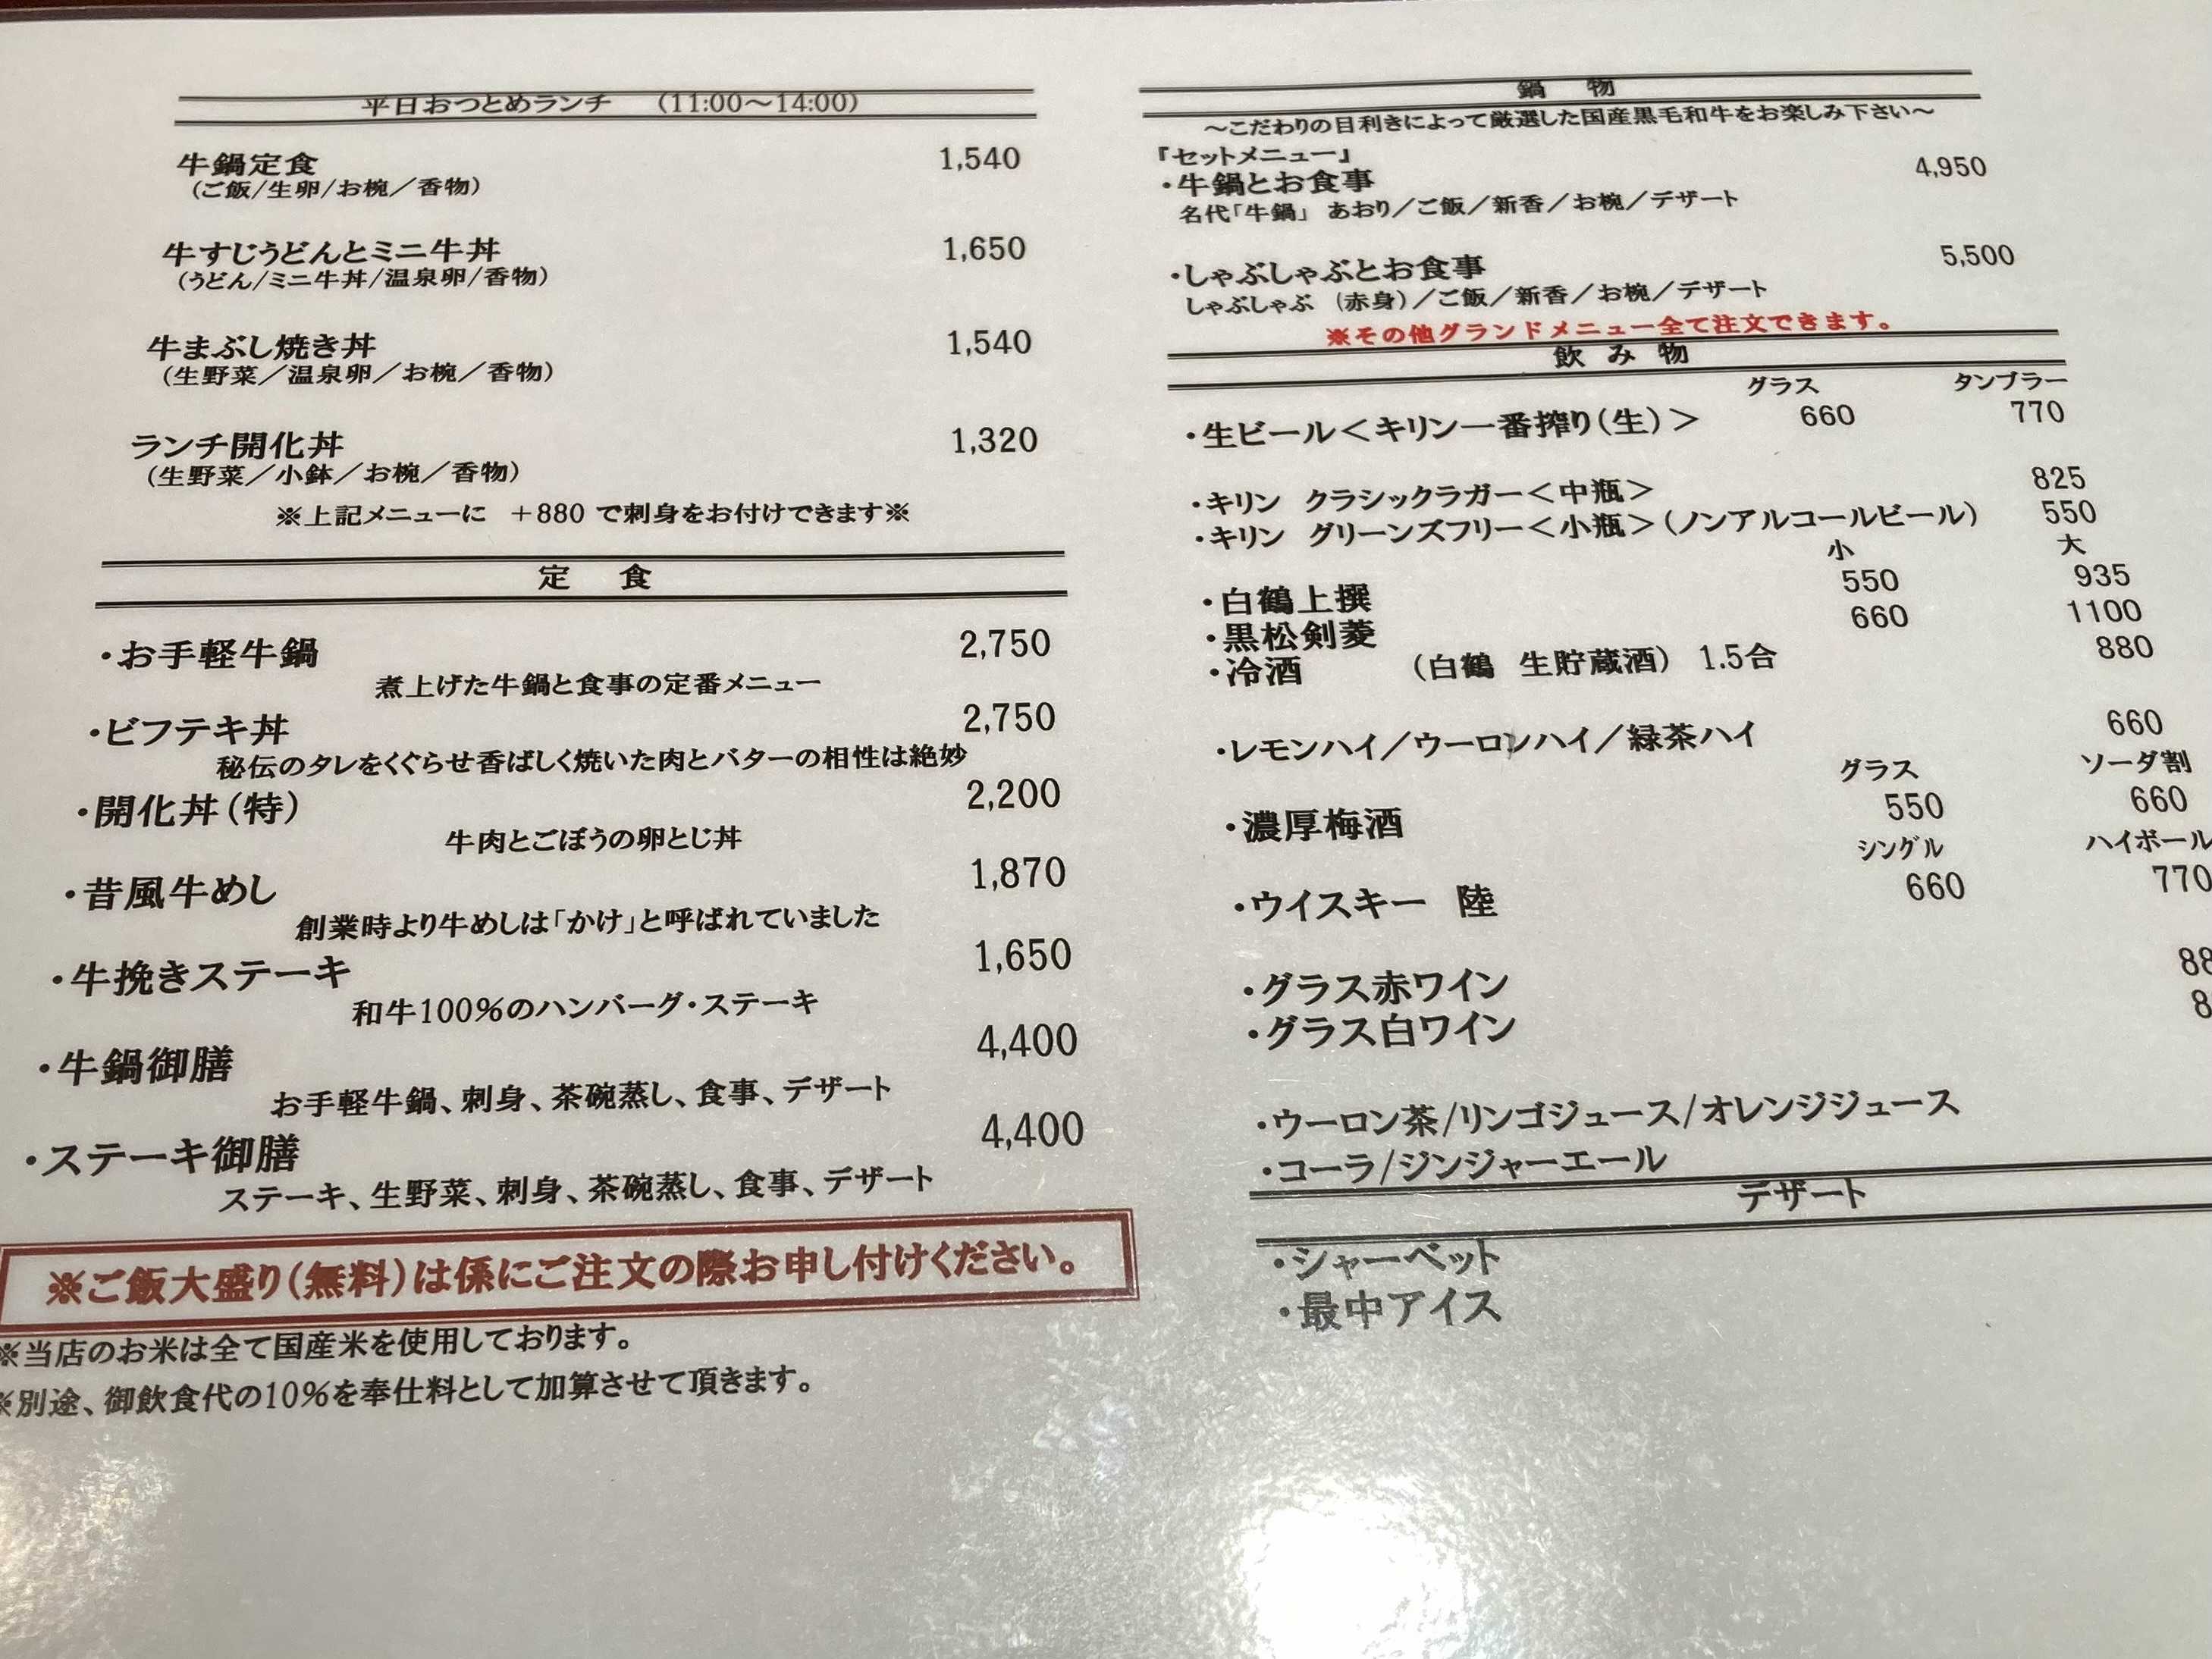 平日おつとめランチ　（11:00～14:00）
牛鍋定食 1,540
（ご飯/生卵/お椀／香物）
牛すじうどんとミニ牛丼 1,650
（うどん/ミニ牛丼/温泉卵/香物）
牛まぶし焼き丼 1,540
（生野菜／温泉卵／お椀／香物）
ランチ開化丼 1,320
（生野菜／小鉢／お椀／香物）
※上記メニューに　＋880 で刺身をお付けできます※
定　食
・お手軽牛鍋 2,750
煮上げた牛鍋と食事の定番メニュー
・ビフテキ丼 2,750
秘伝のタレをくぐらせ香ばしく焼いた肉とバターの相性は絶妙
・開化丼（特） 2,200
牛肉とごぼうの卵とじ丼
・昔風牛めし 1,870
創業時より牛めしは「かけ」と呼ばれていました
・牛挽きステーキ 1,650
和牛100％のハンバーグ・ステーキ
・牛鍋御膳 4,400
お手軽牛鍋、刺身、茶碗蒸し、食事、デザート
・ステーキ御膳 4,400
ステーキ、生野菜、刺身、茶碗蒸し、食事、デザート
※ご飯大盛り（無料）は係にご注文の際お申し付けください。
※当店のお米は全て国産米を使用しております。
※別途、御飲食代の10％を奉仕料として加算させて頂きます。
鍋　物
～こだわりの目利きによって厳選した国産黒毛和牛をお楽しみ下さい～
『セットメニュー』
・牛鍋とお食事 4,950
名代「牛鍋」 あおり／ご飯／新香／お椀／デザート
・しゃぶしゃぶとお食事 5,500
しゃぶしゃぶ （赤身）／ご飯／新香／お椀／デザート
※その他グランドメニュー全て注文できます。
飲 み 物
グラス タンブラー
・生ビール＜キリン一番搾り（生）＞ 660 770
・キリン　クラシックラガー＜中瓶＞ 825
・キリン　グリーンズフリー＜小瓶＞（ノンアルコールビール） 550
小 大
・白鶴上撰 550 935
・黒松剣菱 660 1100
・冷酒　（白鶴　生貯蔵酒）　1.5合 880
・レモンハイ／ウーロンハイ／緑茶ハイ 660
グラス ソーダ割
・濃厚梅酒 550 660
シングル ハイボール
・ウイスキー　陸 660 770
・グラス赤ワイン
・グラス白ワイン
・ウーロン茶/リンゴジュース/オレンジジュース
・コーラ/ジンジャーエール
デザート
・シャーベット
・最中アイス